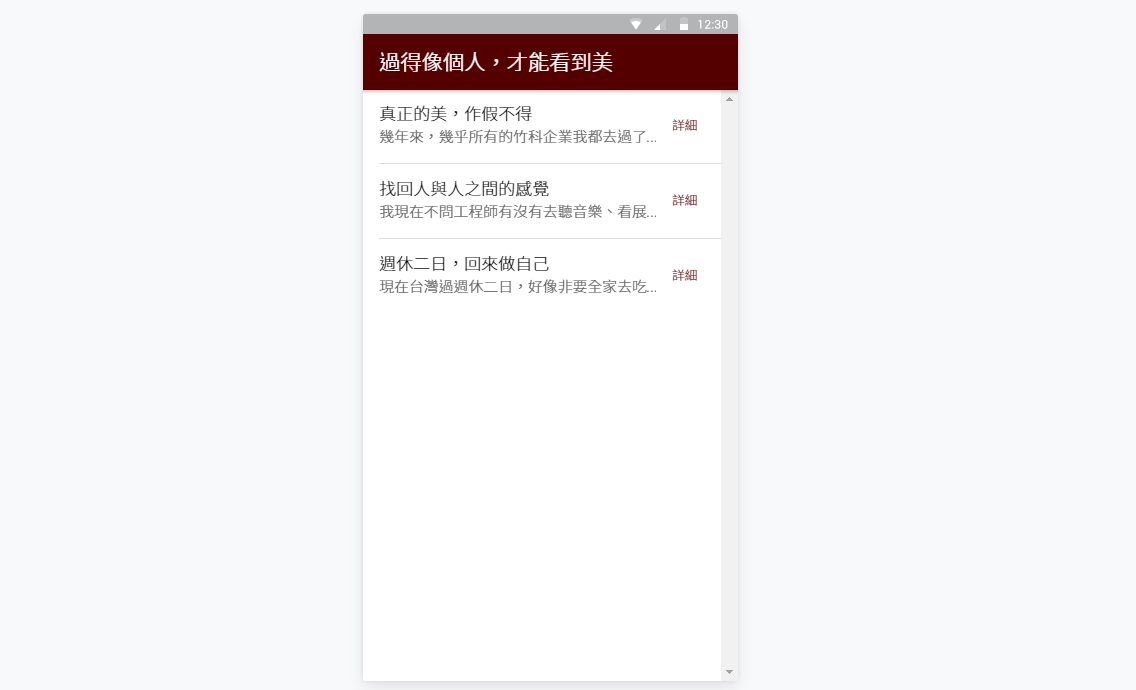 12:30
過得像個人，才能看到美
真正的美，作假不得
詳細
幾年來，幾乎所有的竹科企業我都去過了...
找回人與人之間的感覺
詳細
我現在不問工程師有沒有去聽音樂、看展...
週休二日，回來做自己
詳細
現在台灣過週休二日，好像非要全家去吃...